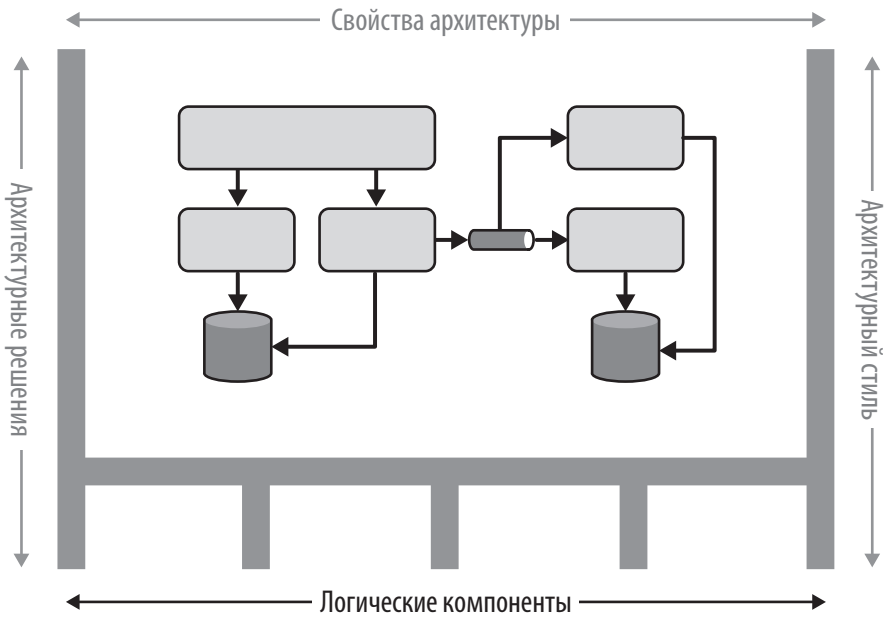 Свойства архитектуры
Архитектурные решения
Архитектурный стиль
Логические компоненты